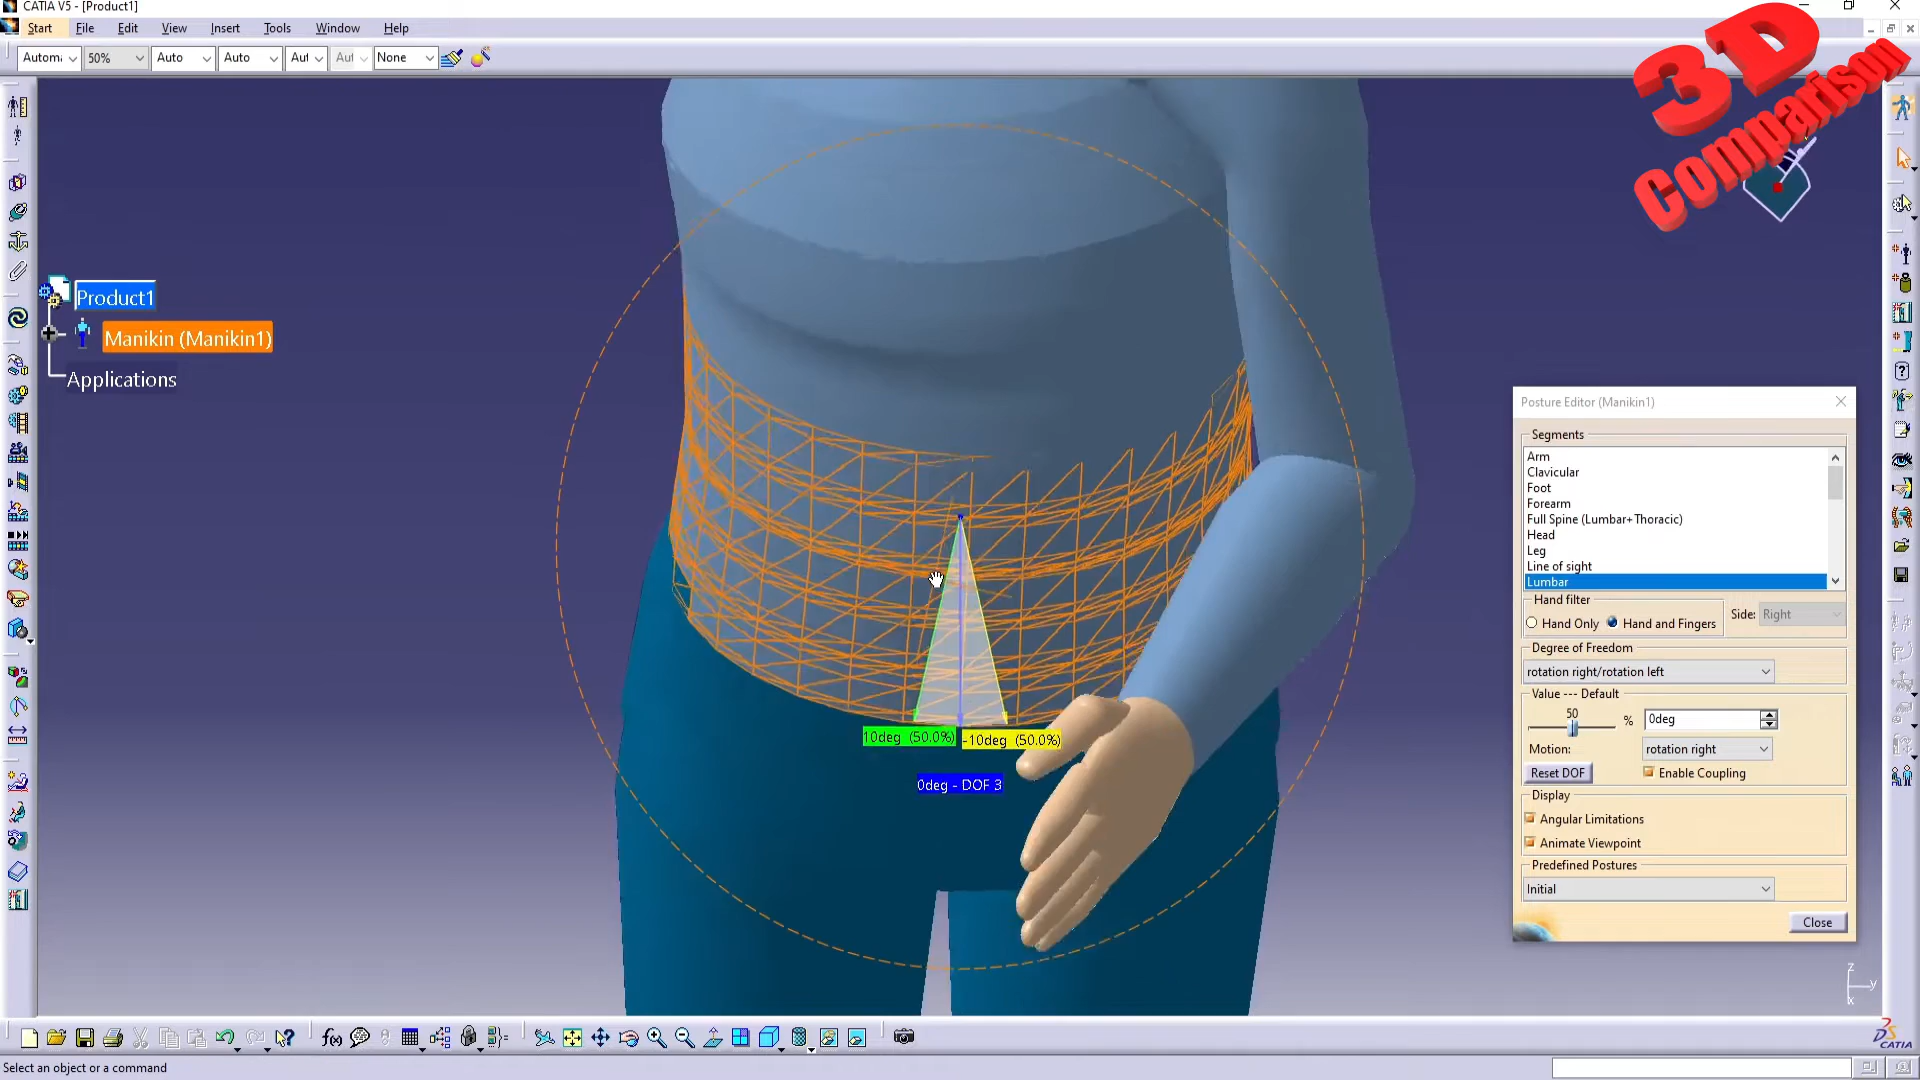 CATIA V5 - [Product1]
Start File Edit View Insert Tools Window Help
Autom 50% Auto Auto Aut Aut None
3D
Comparison
Product1
Manikin (Manikin1)
Applications
10deg (50.0%)
-10deg (50.0%)
0deg - DOF 3
Posture Editor (Manikin1)
Segments
Arm
Clavicular
Foot
Forearm
Full Spine (Lumbar+Thoracic)
Head
Leg
Line of sight
Lumbar
Hand filter
Hand Only Hand and Fingers Side: Right
Degree of Freedom
rotation right/rotation left
Value --- Default
50 % 0deg
Motion: rotation right
Reset DOF Enable Coupling
Display
Angular Limitations
Animate Viewpoint
Predefined Postures
Initial
Close
z
y
x
f(x)
CATIA
Select an object or a command